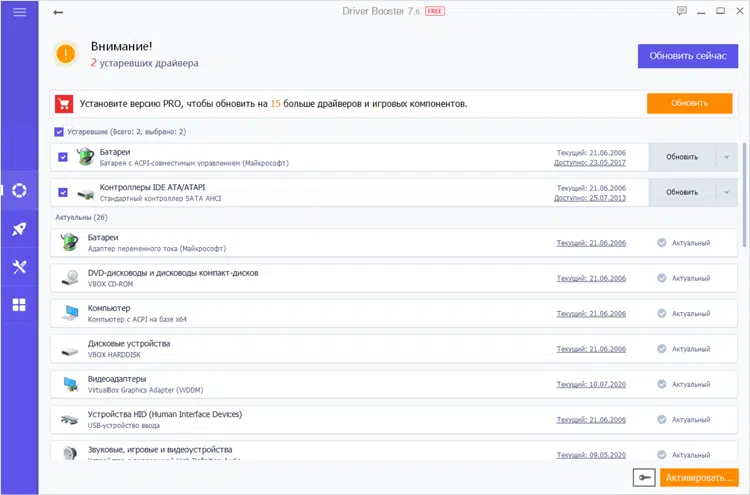 Driver Booster 7.6 FREE
Внимание!
2 устаревших драйвера
Обновить сейчас
Установите версию PRO, чтобы обновить на 15 больше драйверов и игровых компонентов.
Обновить
Устаревшие (Всего: 2, выбрано: 2)
Батареи
Батарея с ACPI-совместимым управлением (Майкрософт)
Текущий: 21.06.2006
Доступно: 23.05.2017
Обновить
Контроллеры IDE ATA/ATAPI
Стандартный контроллер SATA AHCI
Текущий: 21.06.2006
Доступно: 25.07.2013
Обновить
Актуальны (26)
Батареи
Адаптер переменного тока (Майкрософт)
Текущий: 21.06.2006
Актуальный
DVD-дисководы и дисководы компакт-дисков
VBOX CD-ROM
Текущий: 21.06.2006
Актуальный
Компьютер
Компьютер с ACPI на базе x64
Текущий: 21.06.2006
Актуальный
Дисковые устройства
VBOX HARDDISK
Текущий: 21.06.2006
Актуальный
Видеоадаптеры
VirtualBox Graphics Adapter (WDDM)
Текущий: 10.07.2020
Актуальный
Устройства HID (Human Interface Devices)
USB-устройство ввода
Текущий: 21.06.2006
Актуальный
Звуковые, игровые и видеоустройства
Текущий: 09.05.2020
Актуальный
Активировать...